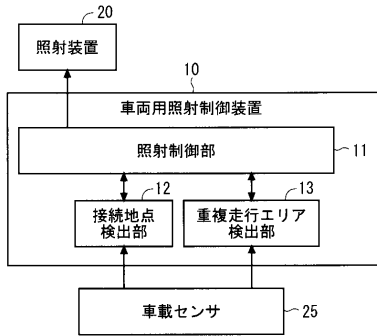 20
照射装置
10
車両用照射制御装置
照射制御部
11
12
13
接続地点
検出部
重複走行エリア
検出部
車載センサ
25